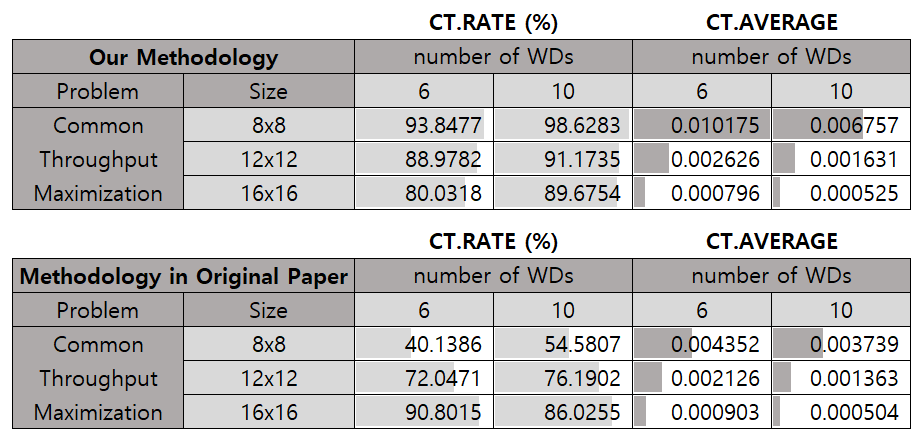 CT.RATE (%) CT.AVERAGE
Our Methodology number of WDs number of WDs
Problem Size 6 10 6 10
Common 8x8 93.8477 98.6283 0.010175 0.006757
Throughput 12x12 88.9782 91.1735 0.002626 0.001631
Maximization 16x16 80.0318 89.6754 0.000796 0.000525
CT.RATE (%) CT.AVERAGE
Methodology in Original Paper number of WDs number of WDs
Problem Size 6 10 6 10
Common 8x8 40.1386 54.5807 0.004352 0.003739
Throughput 12x12 72.0471 76.1902 0.002126 0.001363
Maximization 16x16 90.8015 86.0255 0.000903 0.000504